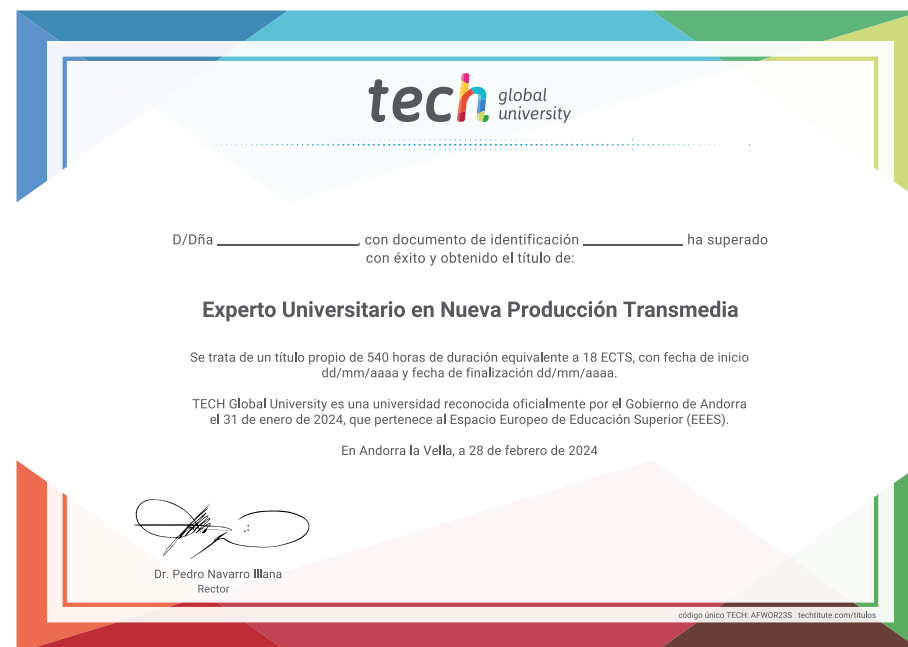 tech global
university
D/Dña ____________, con documento de identificación ____________ ha superado
con éxito y obtenido el título de:
Experto Universitario en Nueva Producción Transmedia
Se trata de un título propio de 540 horas de duración equivalente a 18 ECTS, con fecha de inicio
dd/mm/aaaa y fecha de finalización dd/mm/aaaa.
TECH Global University es una universidad reconocida oficialmente por el Gobierno de Andorra
el 31 de enero de 2024, que pertenece al Espacio Europeo de Educación Superior (EEES).
En Andorra la Vella, a 28 de febrero de 2024
Dr. Pedro Navarro Illana
Rector
código único TECH: AFWOR23S techtitute.com/titulos